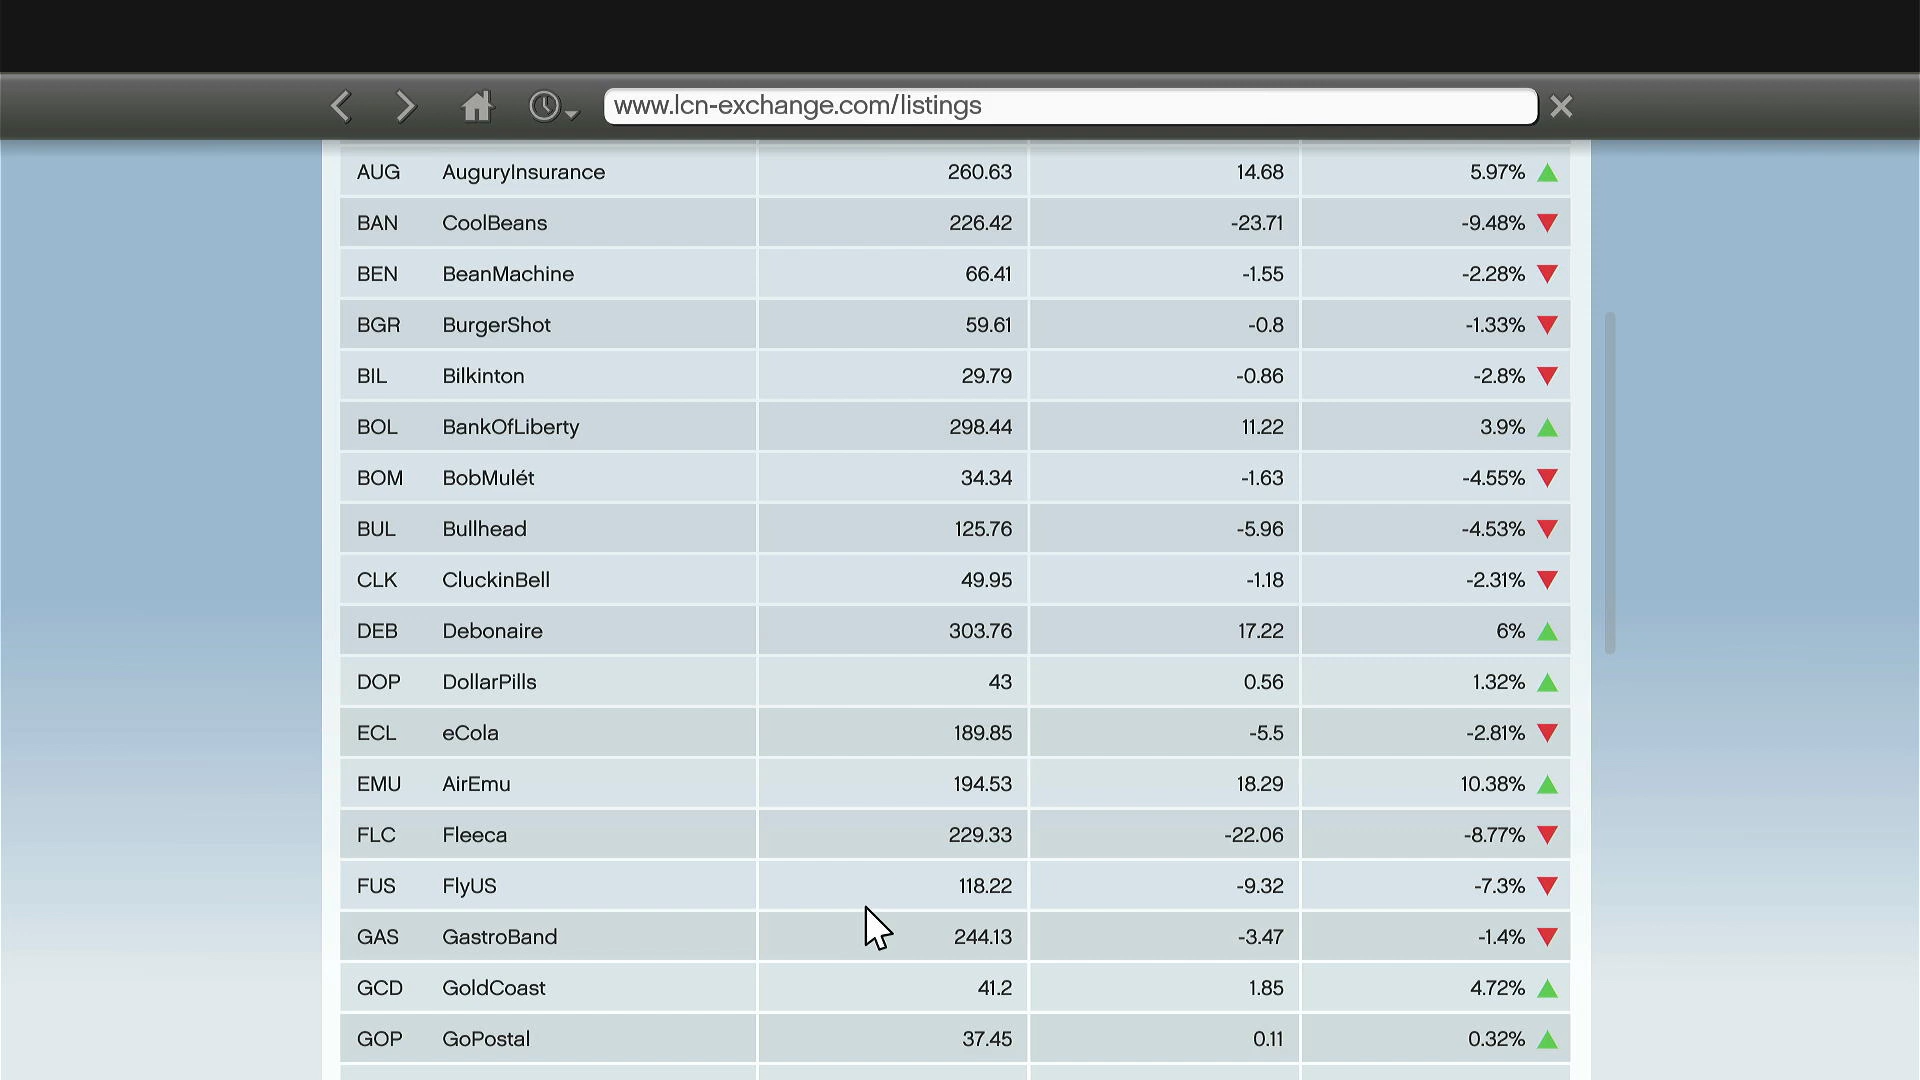 www.lcn-exchange.com/listings
AUG AuguryInsurance 260.63 14.68 5.97%
BAN CoolBeans 226.42 -23.71 -9.48%
BEN BeanMachine 66.41 -1.55 -2.28%
BGR BurgerShot 59.61 -0.8 -1.33%
BIL Bilkinton 29.79 -0.86 -2.8%
BOL BankOfLiberty 298.44 11.22 3.9%
BOM BobMulét 34.34 -1.63 -4.55%
BUL Bullhead 125.76 -5.96 -4.53%
CLK CluckinBell 49.95 -1.18 -2.31%
DEB Debonaire 303.76 17.22 6%
DOP DollarPills 43 0.56 1.32%
ECL eCola 189.85 -5.5 -2.81%
EMU AirEmu 194.53 18.29 10.38%
FLC Fleeca 229.33 -22.06 -8.77%
FUS FlyUS 118.22 -9.32 -7.3%
GAS GastroBand 244.13 -3.47 -1.4%
GCD GoldCoast 41.2 1.85 4.72%
GOP GoPostal 37.45 0.11 0.32%